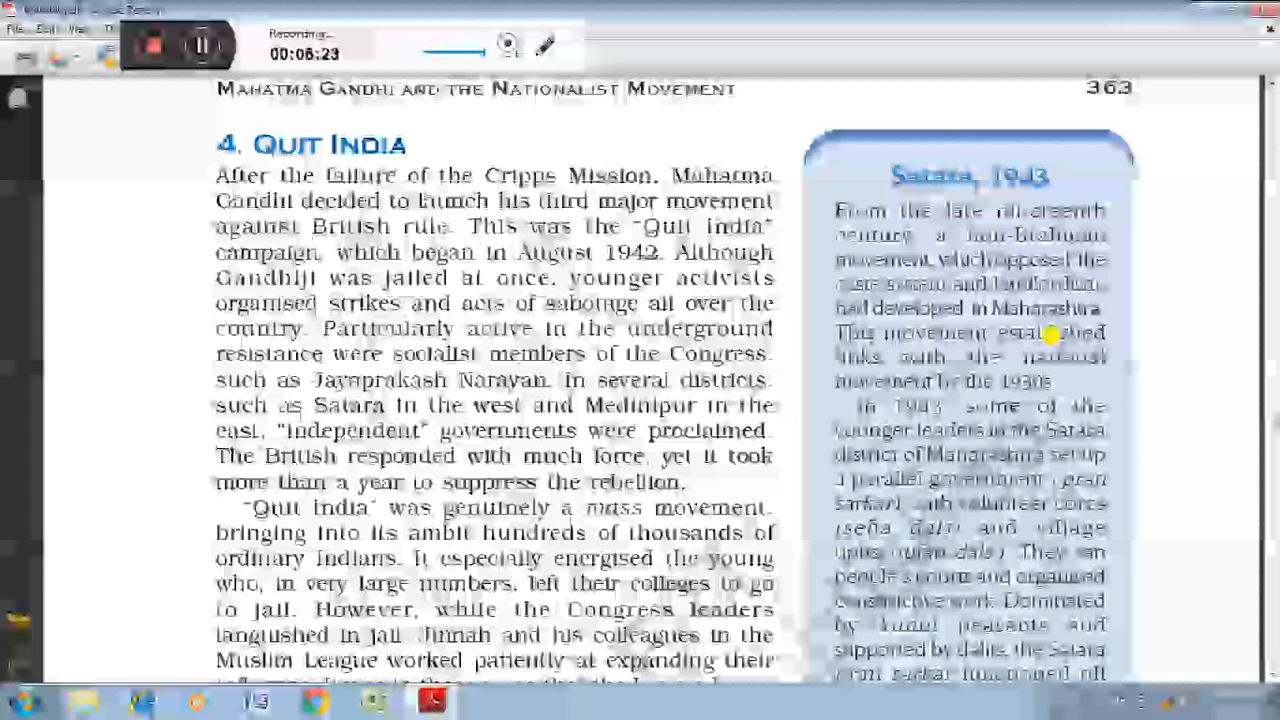 Recording...
00:06:23
MAHATMA GANDHI AND THE NATIONALIST MOVEMENT
363
4. QUIT INDIA
After the failure of the Cripps Mission, Mahatma
Gandhi decided to launch his third major movement
against British rule. This was the "Quit India"
campaign, which began in August 1942. Although
Gandhiji was jailed at once, younger activists
organised strikes and acts of sabotage all over the
country. Particularly active in the underground
resistance were socialist members of the Congress,
such as Jayaprakash Narayan. In several districts,
such as Satara in the west and Medinipur in the
east, "independent" governments were proclaimed.
The British responded with much force, yet it took
more than a year to suppress the rebellion.
"Quit India" was genuinely a mass movement,
bringing into its ambit hundreds of thousands of
ordinary Indians. It especially energised the young
who, in very large numbers, left their colleges to go
to jail. However, while the Congress leaders
languished in jail, Jinnah and his colleagues in the
Muslim League worked patiently at expanding their
Satara, 1943
From the late nineteenth
century, a non-Brahman
movement, which opposed the
caste system and landlordism,
had developed in Maharashtra.
This movement established
links with the national
movement by the 1930s.
In 1943, some of the
younger leaders in the Satara
district of Maharashtra set up
a parallel government (prati
sarkar), with volunteer corps
(seba dals) and village
units (tufan dals). They ran
people's courts and organised
constructive work. Dominated
by kunbi peasants and
supported by dalits, the Satara
prati sarkar functioned till